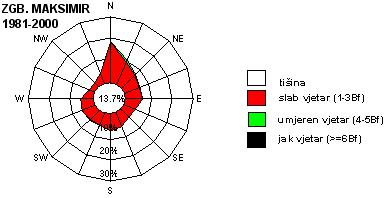 ZGB. MAKSIMIR
1981-2000
N
NW
NE
W
13.7%
E
10%
SW
20%
SE
30%
S
tišina
slab vjetar (1-3Bf)
umjeren vjetar (4-5Bf)
jak vjetar (>=6Bf)